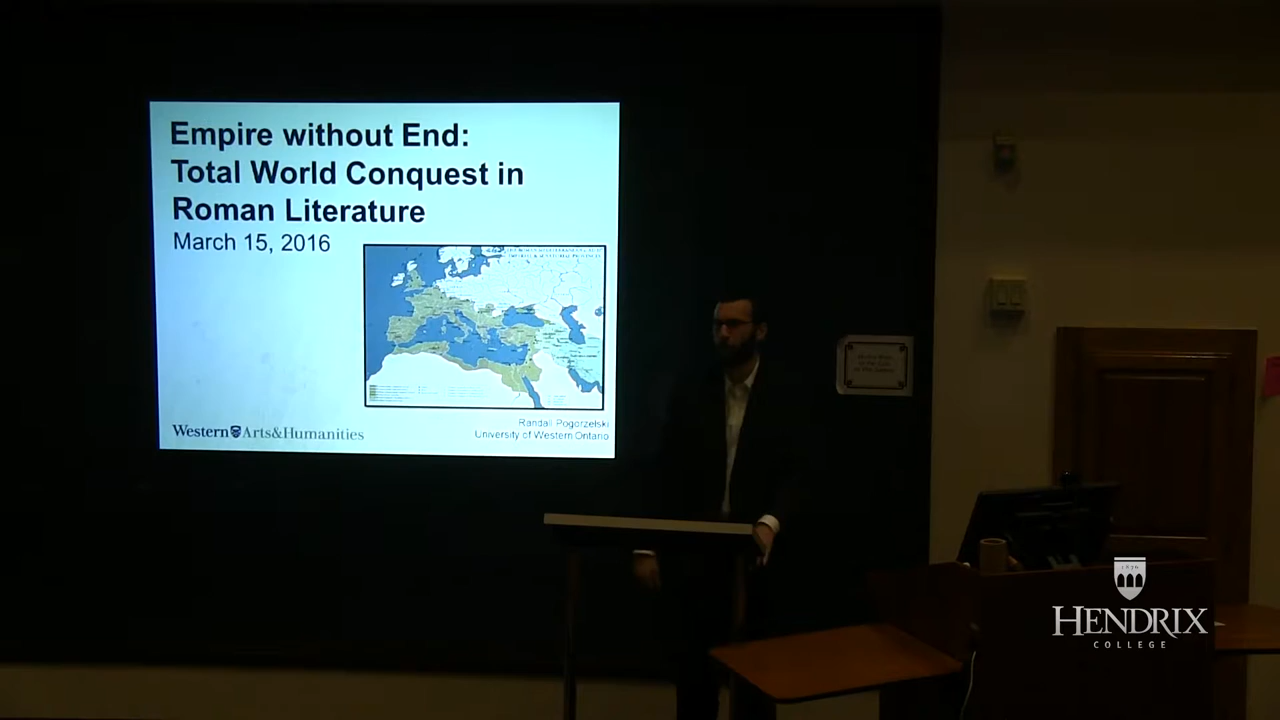 Empire without End:
Total World Conquest in
Roman Literature
March 15, 2016
Western Arts&Humanities
Randall Pogorzelski
University of Western Ontario
1876
HENDRIX
COLLEGE